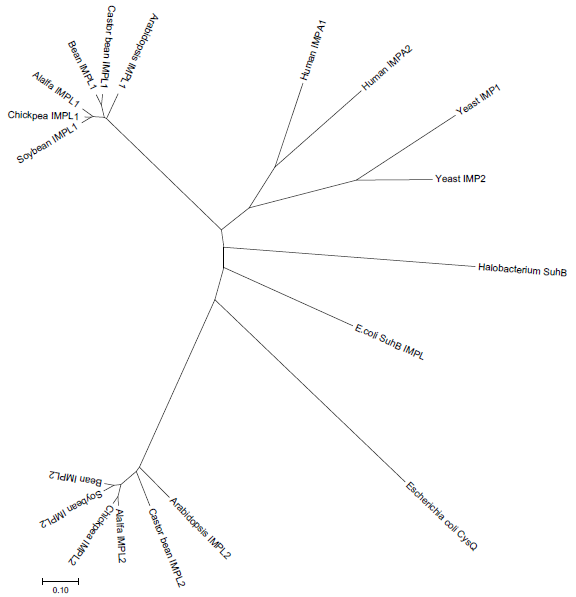 Arabidopsis IMPL1
Castor bean IMPL1
Bean IMPL1
Alalfa IMPL1
Chickpea IMPL1
Soybean IMPL1
Human IMPA1
Human IMPA2
Yeast IMP1
Yeast IMP2
Halobacterium SuhB
E.coli SuhB IMPL
Escherichia coli CysQ
Arabidopsis IMPL2
Castor bean IMPL2
Alalfa IMPL2
Chickpea IMPL2
Soybean IMPL2
Bean IMPL2
0.10